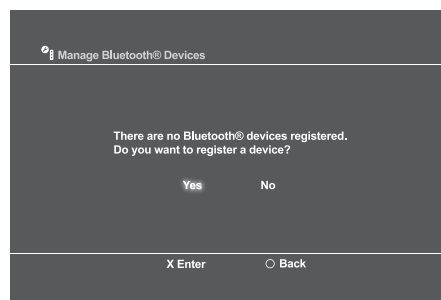 Manage Bluetooth® Devices
There are no Bluetooth® devices registered.
Do you want to register a device?
Yes No
X Enter ○ Back